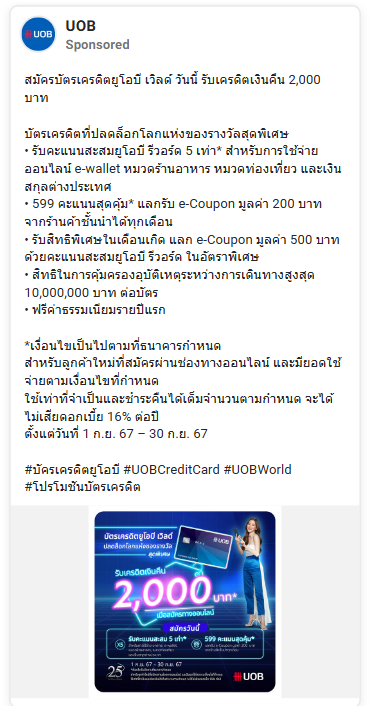 UOB
UOB
Sponsored
สมัครบัตรเครดิตยูโอบี เวิลด์ วันนี้ รับเครดิตเงินคืน 2,000
บาท
บัตรเครดิตที่ปลดล็อกโลกแห่งของรางวัลสุดพิเศษ
• รับคะแนนสะสมยูโอบี รีวอร์ด 5 เท่า* สำหรับการใช้จ่าย
ออนไลน์ e-wallet หมวดร้านอาหาร หมวดท่องเที่ยว และเงิน
สกุลต่างประเทศ
• 599 คะแนนสุดคุ้ม* แลกรับ e-Coupon มูลค่า 200 บาท
จากร้านค้าชั้นนำได้ทุกเดือน
• รับสิทธิพิเศษในเดือนเกิด แลก e-Coupon มูลค่า 500 บาท
ด้วยคะแนนสะสมยูโอบี รีวอร์ด ในอัตราพิเศษ
• สิทธิในการคุ้มครองอุบัติเหตุระหว่างการเดินทางสูงสุด
10,000,000 บาท ต่อบัตร
• ฟรีค่าธรรมเนียมรายปีแรก
*เงื่อนไขเป็นไปตามที่ธนาคารกำหนด
สำหรับลูกค้าใหม่ที่สมัครผ่านช่องทางออนไลน์ และมียอดใช้
จ่ายตามเงื่อนไขที่กำหนด
ใช้เท่าที่จำเป็นและชำระคืนได้เต็มจำนวนตามกำหนด จะได้
ไม่เสียดอกเบี้ย 16% ต่อปี
ตั้งแต่วันที่ 1 ก.ย. 67 – 30 ก.ย. 67
#บัตรเครดิตยูโอบี #UOBCreditCard #UOBWorld
#โปรโมชันบัตรเครดิต
บัตรเครดิตยูโอบี เวิลด์
ปลดล็อกโลกแห่งของรางวัล
สุดพิเศษ
UOB
รับเครดิตเงินคืน
2,000 บาท*
เมื่อสมัครทางออนไลน์
สมัครวันนี้
X5
รับคะแนนสะสม 5 เท่า*
599 คะแนนสุดคุ้ม*
25
1 ก.ย. 67 - 30 ก.ย. 67
UOB